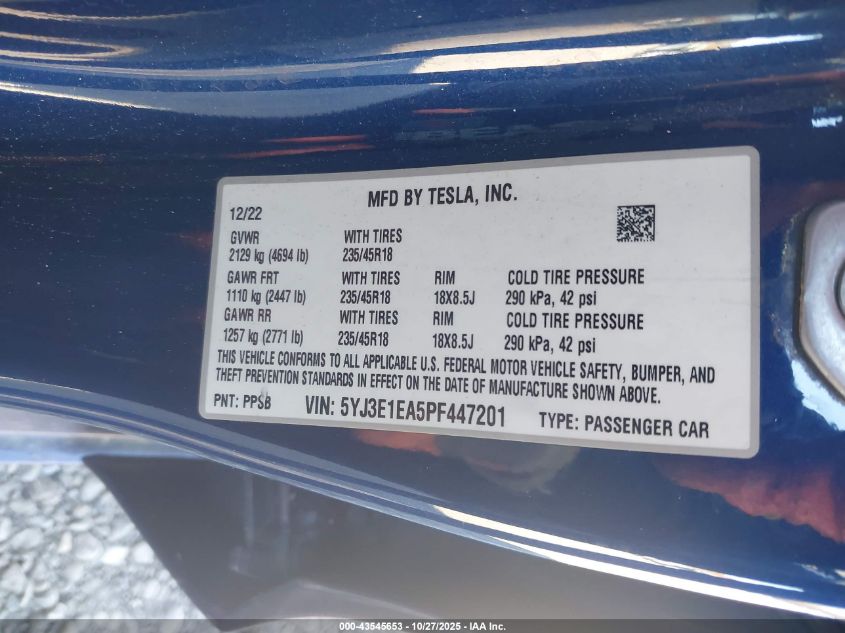 MFD BY TESLA, INC.
12/22
GVWR WITH TIRES
2129 kg (4694 lb) 235/45R18
GAWR FRT WITH TIRES RIM COLD TIRE PRESSURE
1110 kg (2447 lb) 235/45R18 18X8.5J 290 kPa, 42 psi
GAWR RR WITH TIRES RIM COLD TIRE PRESSURE
1257 kg (2771 lb) 235/45R18 18X8.5J 290 kPa, 42 psi
THIS VEHICLE CONFORMS TO ALL APPLICABLE U.S. FEDERAL MOTOR VEHICLE SAFETY, BUMPER, AND
THEFT PREVENTION STANDARDS IN EFFECT ON THE DATE OF MANUFACTURE SHOWN ABOVE.
PNT: PPSB VIN: 5YJ3E1EA5PF447201 TYPE: PASSENGER CAR
000-43545653 | 10/27/2025 - IAA Inc.